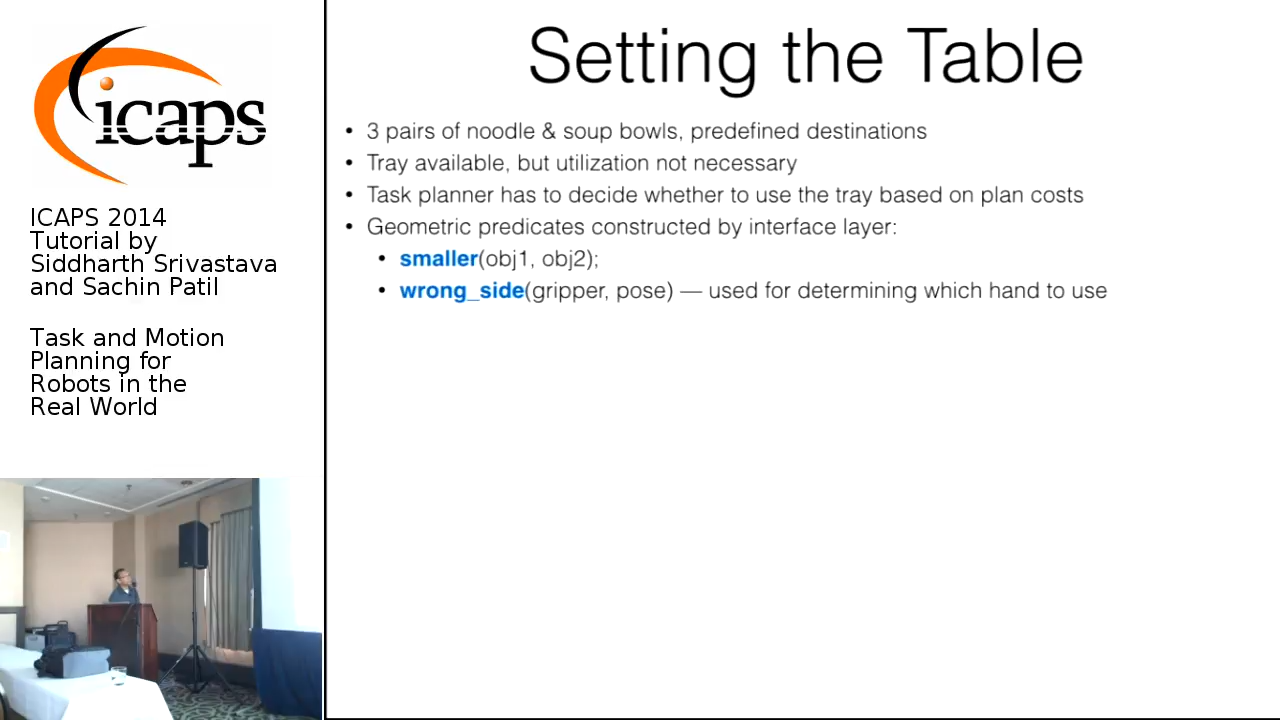 icaps
ICAPS 2014
Tutorial by
Siddharth Srivastava
and Sachin Patil
Task and Motion
Planning for
Robots in the
Real World
Setting the Table
• 3 pairs of noodle & soup bowls, predefined destinations
• Tray available, but utilization not necessary
• Task planner has to decide whether to use the tray based on plan costs
• Geometric predicates constructed by interface layer:
• smaller(obj1, obj2);
• wrong_side(gripper, pose) — used for determining which hand to use